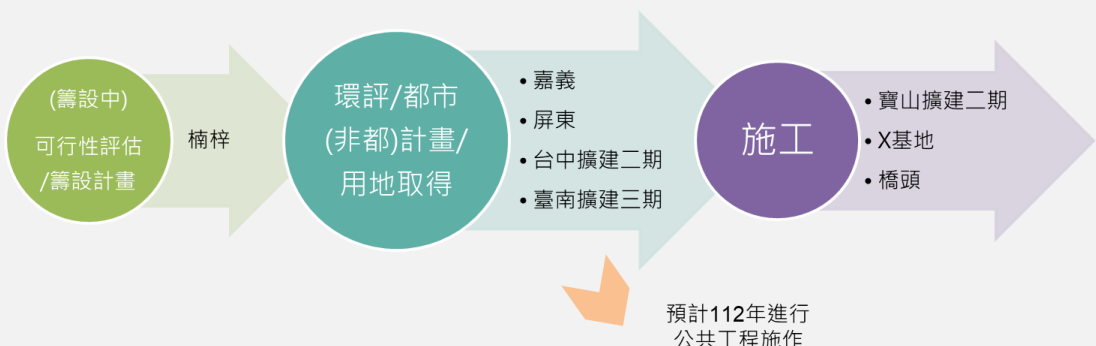 (籌設中)
可行性評估
/籌設計畫
楠梓
環評/都市
(非都)計畫/
用地取得
• 嘉義
• 屏東
• 台中擴建二期
• 臺南擴建三期
施工
• 寶山擴建二期
• X基地
• 橋頭
預計112年進行
公共工程施作